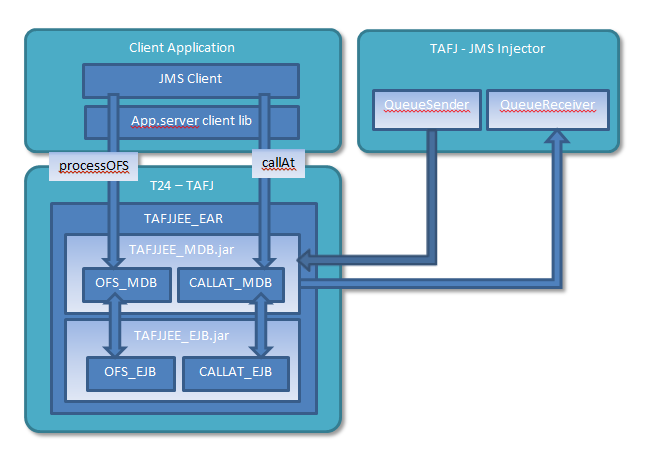 Client Application
JMS Client
App.server client lib
processOFS
callAt
TAFJ - JMS Injector
QueueSender
QueueReceiver
T24 – TAFJ
TAFJJEE_EAR
TAFJJEE_MDB.jar
OFS_MDB
CALLAT_MDB
TAFJJEE_EJB.jar
OFS_EJB
CALLAT_EJB